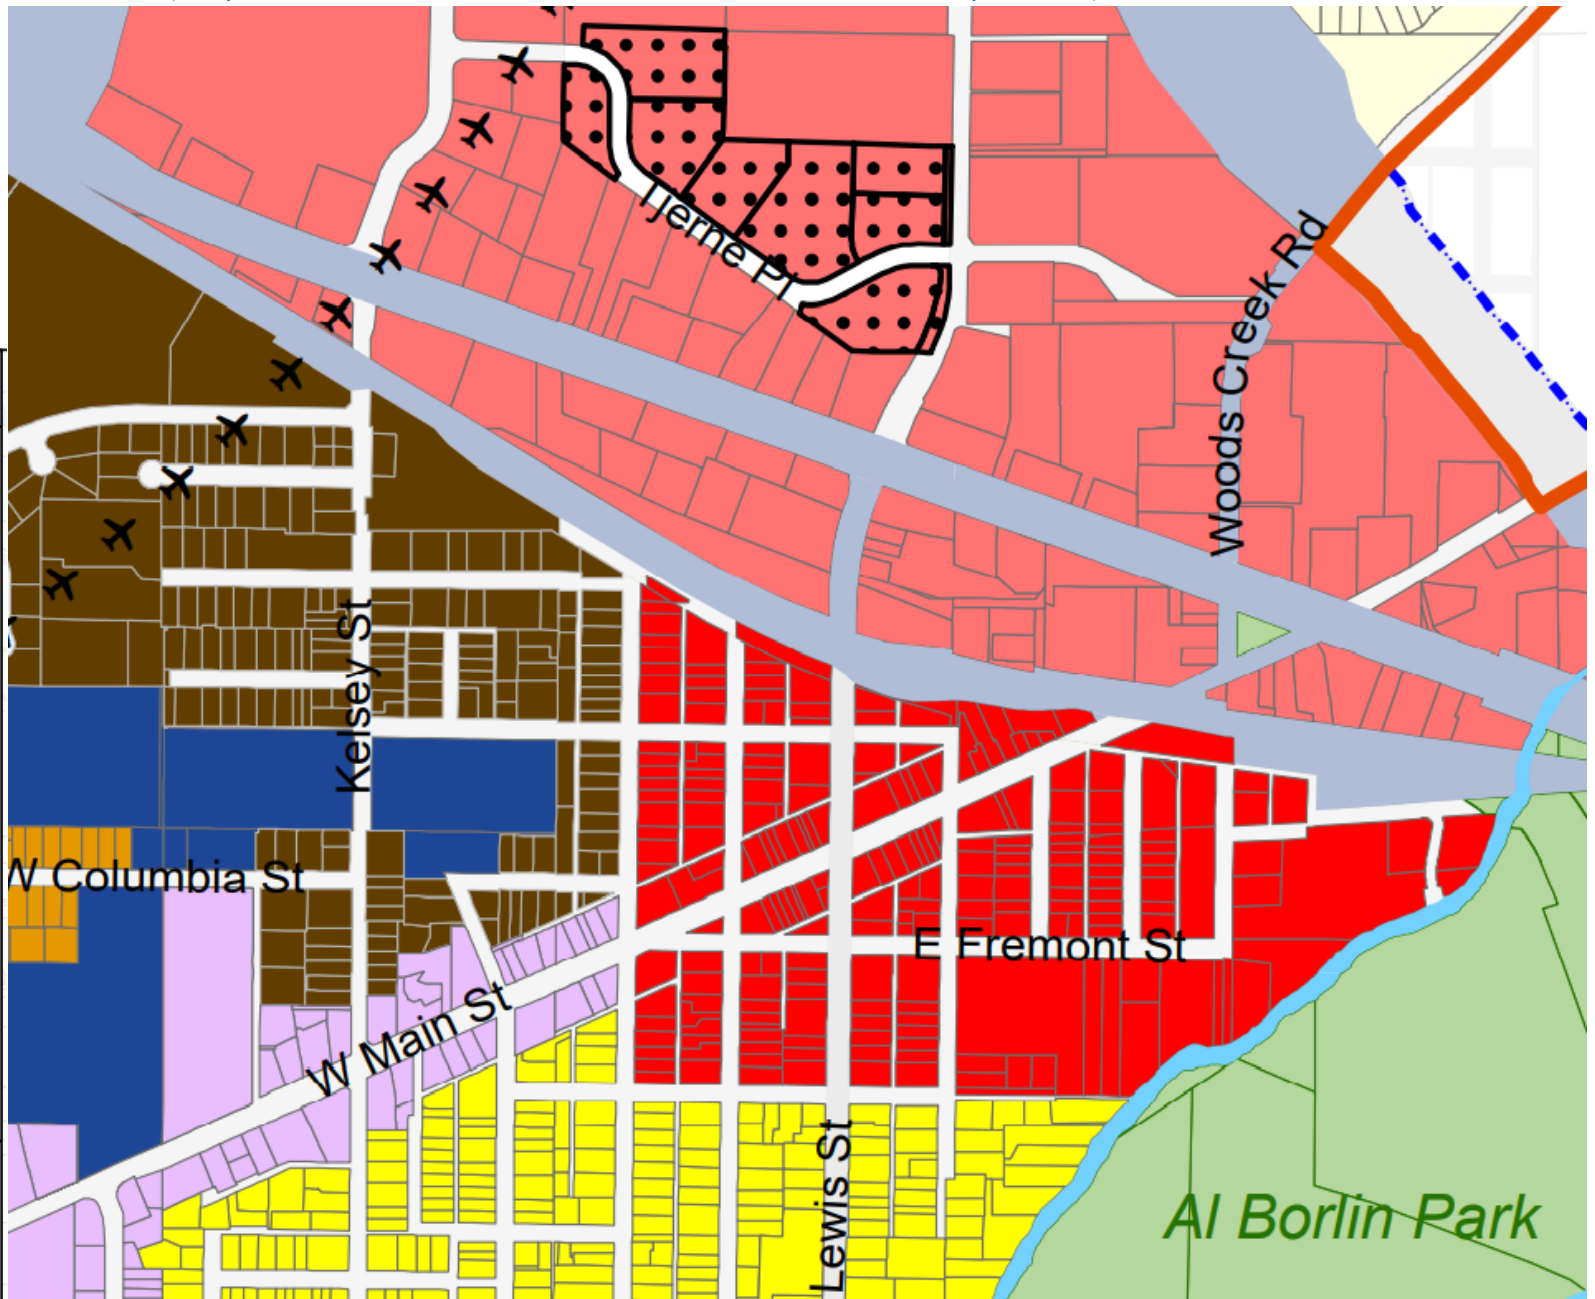 Tjerne Pl
Woods Creek Rd
Kelsey St
W Columbia St
E Fremont St
W Main St
Lewis St
Al Borlin Park